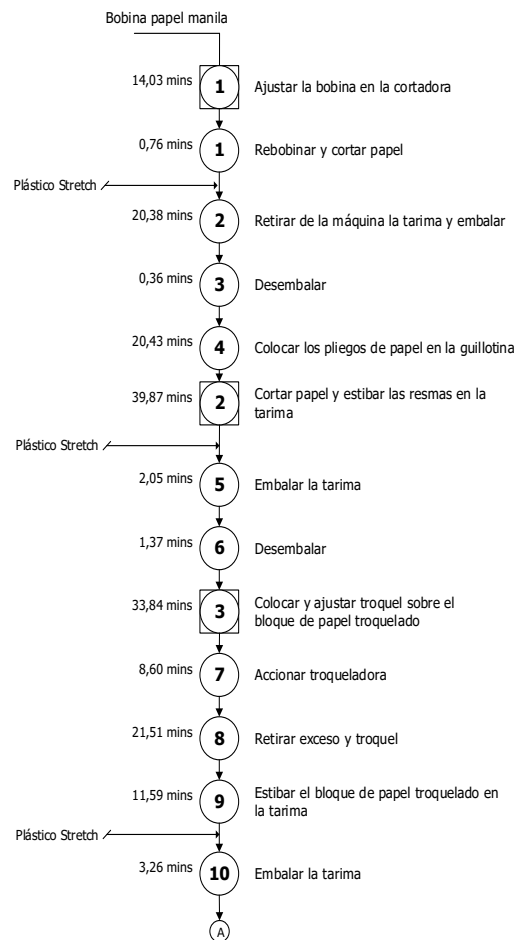 Bobina papel manila
14,03 mins 1 Ajustar la bobina en la cortadora
0,76 mins 1 Rebobinar y cortar papel
Plástico Stretch
20,38 mins 2 Retirar de la máquina la tarima y embalar
0,36 mins 3 Desembalar
20,43 mins 4 Colocar los pliegos de papel en la guillotina
39,87 mins 2 Cortar papel y estibar las resmas en la
tarima
Plástico Stretch
2,05 mins 5 Embalar la tarima
1,37 mins 6 Desembalar
33,84 mins 3 Colocar y ajustar troquel sobre el
bloque de papel troquelado
8,60 mins 7 Accionar troqueladora
21,51 mins 8 Retirar exceso y troquel
11,59 mins 9 Estibar el bloque de papel troquelado en
la tarima
Plástico Stretch
3,26 mins 10 Embalar la tarima
A